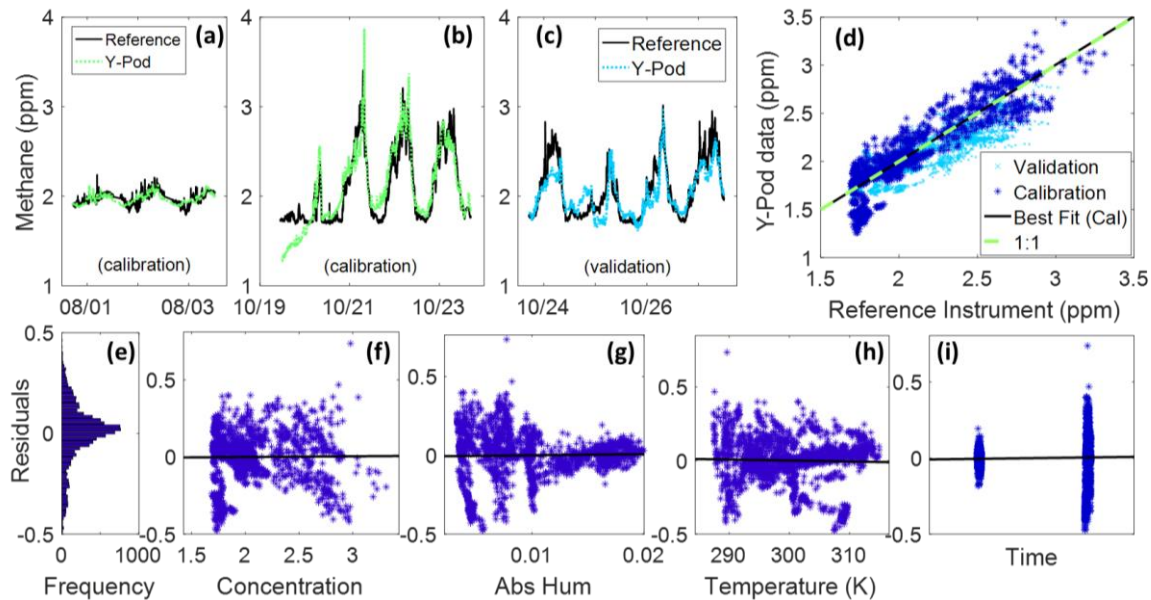 (a)
(b)
(c)
(d)
Reference
Y-Pod
Reference
Y-Pod
Methane (ppm)
4
3
2
1
(calibration)
08/01
08/03
4
3
2
1
(calibration)
10/19
10/21
10/23
4
3
2
1
(validation)
10/24
10/26
Y-Pod data (ppm)
3.5
3
2.5
2
1.5
1
Validation
Calibration
Best Fit (Cal)
1:1
1.5
2
2.5
3
3.5
Reference Instrument (ppm)
(e)
(f)
(g)
(h)
(i)
Residuals
0.5
0
-0.5
0
1000
Frequency
0.5
0
-0.5
1.5
2
2.5
3
Concentration
0.5
0
-0.5
0.01
0.02
Abs Hum
0.5
0
-0.5
290
300
310
Temperature (K)
0.5
0
-0.5
Time